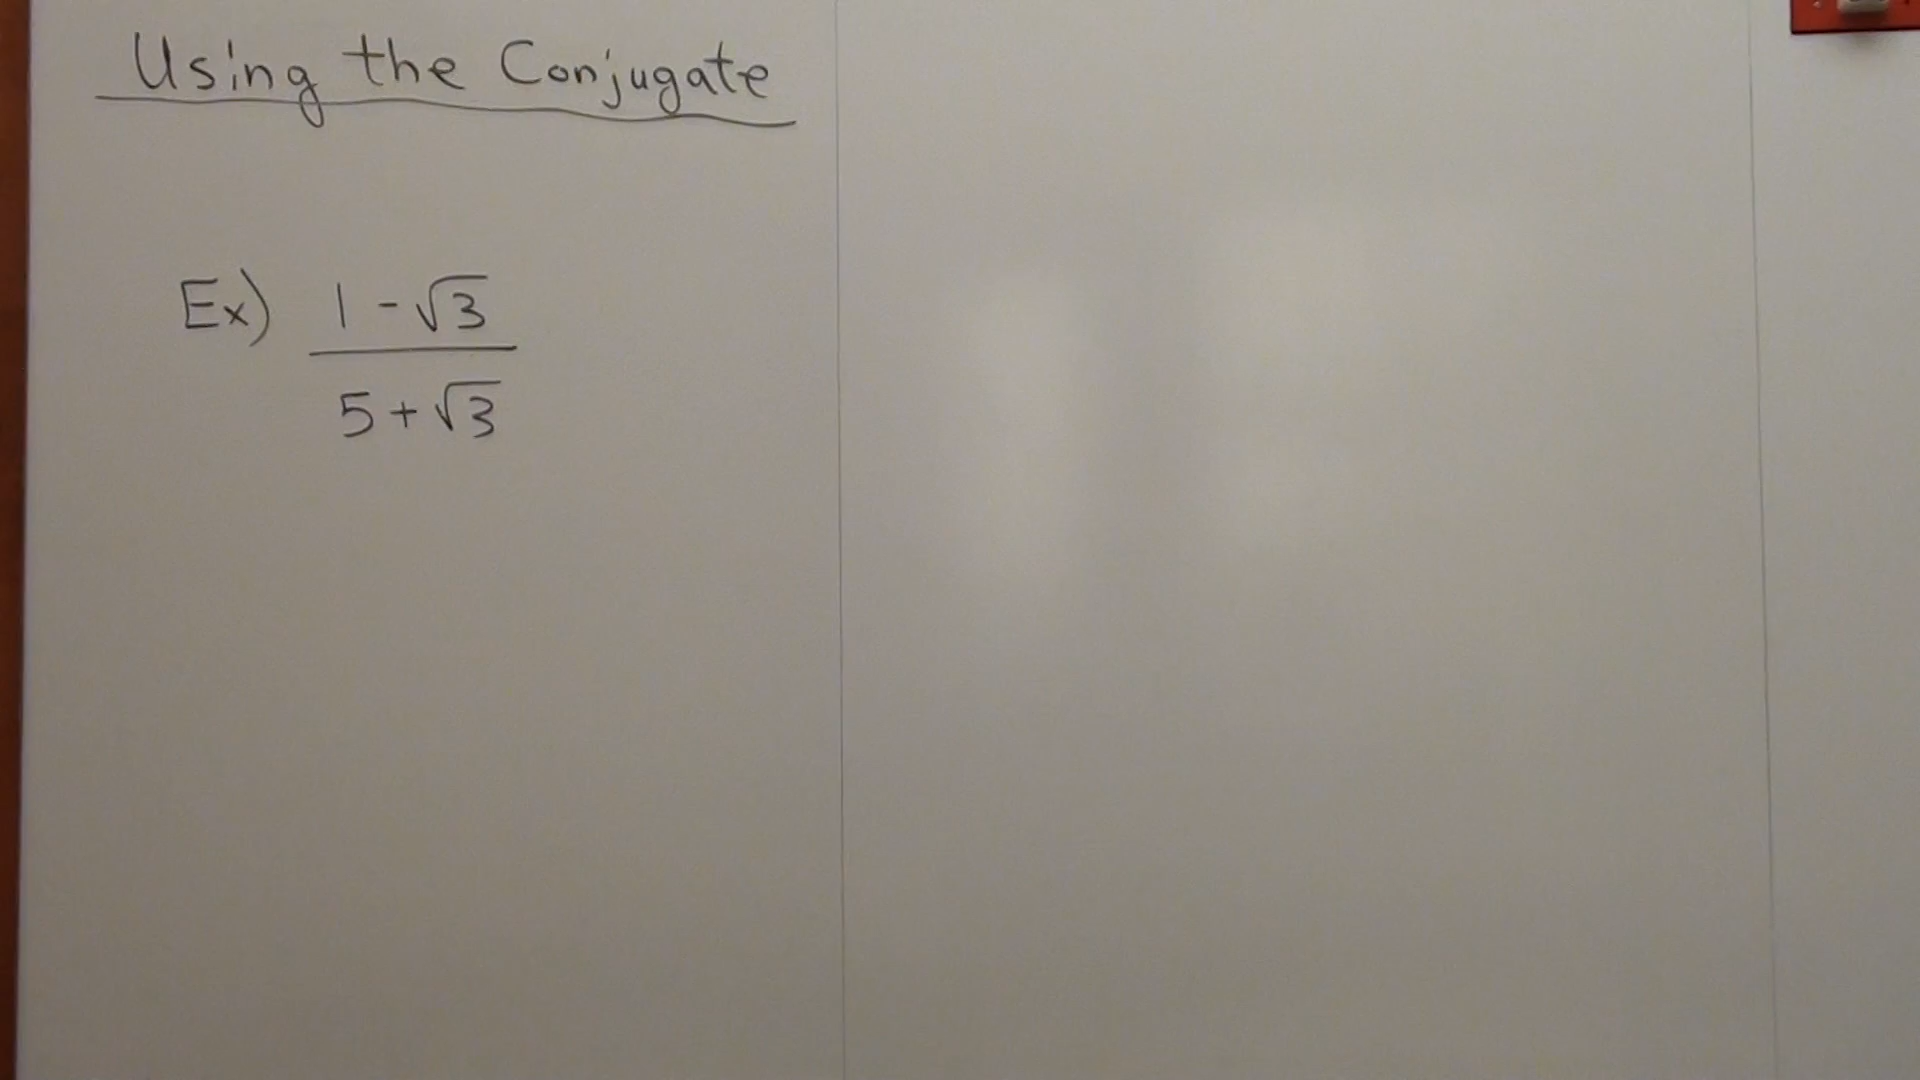 Using the Conjugate
Ex) 1 - √3
5 + √3